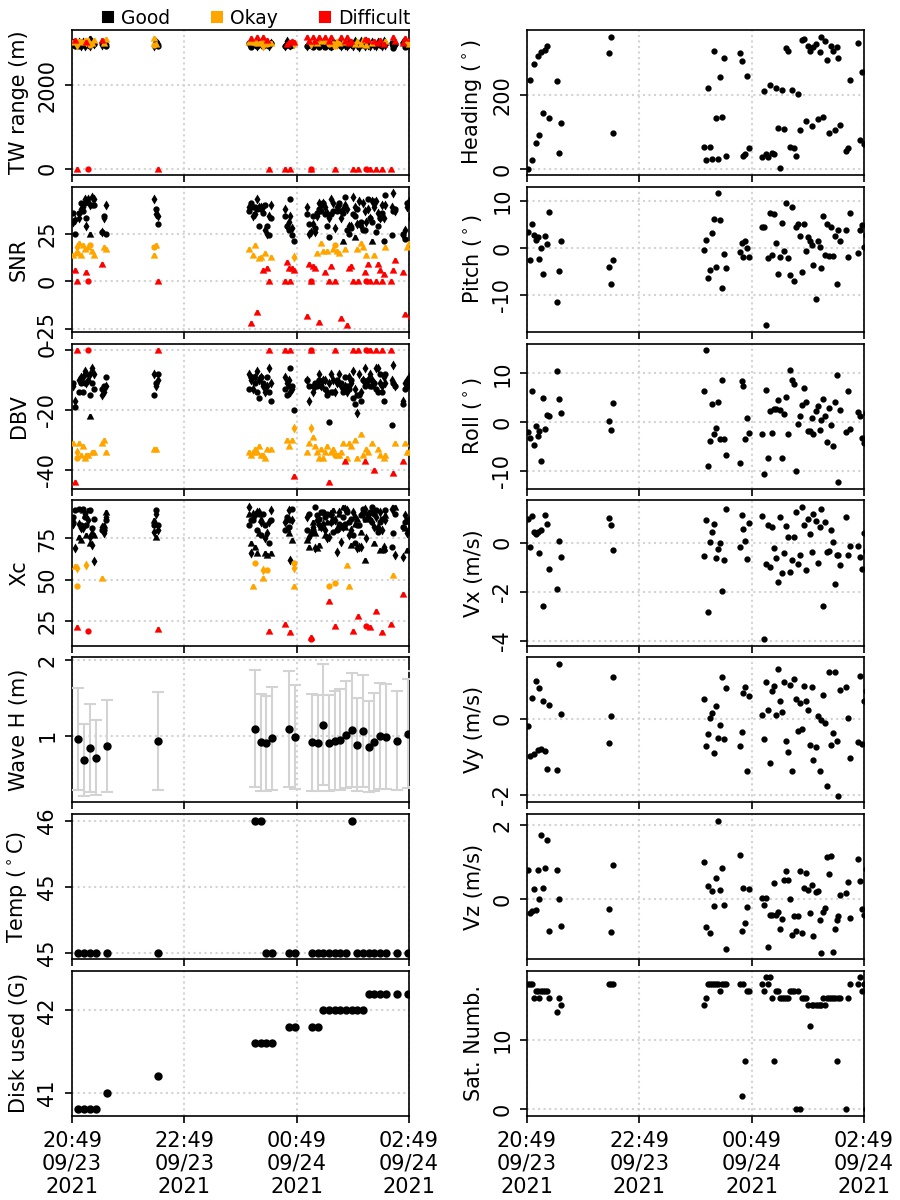 Good Okay Difficult
TW range (m)
2000
0
SNR
25
0
-25
DBV
0
-20
-40
Xc
75
50
25
Wave H (m)
2
1
Temp (°C)
46
45
45
Disk used (G)
42
41
20:49 22:49 00:49 02:49
09/23 09/23 09/24 09/24
2021 2021 2021 2021
Heading (°)
200
0
Pitch (°)
10
0
-10
Roll (°)
10
0
-10
Vx (m/s)
0
-2
-4
Vy (m/s)
0
-2
Vz (m/s)
2
0
Sat. Numb.
10
0
20:49 22:49 00:49 02:49
09/23 09/23 09/24 09/24
2021 2021 2021 2021